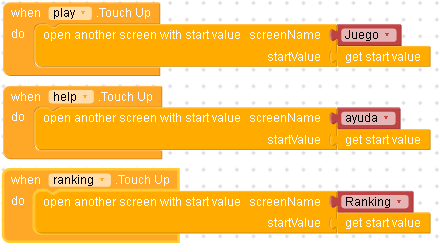 when play .Touch Up
do open another screen with start value screenName Juego
startValue get start value
when help .Touch Up
do open another screen with start value screenName ayuda
startValue get start value
when ranking .Touch Up
do open another screen with start value screenName Ranking
startValue get start value